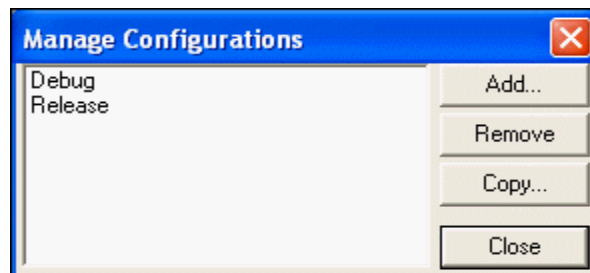 Manage Configurations
Debug
Release
Add...
Remove
Copy...
Close